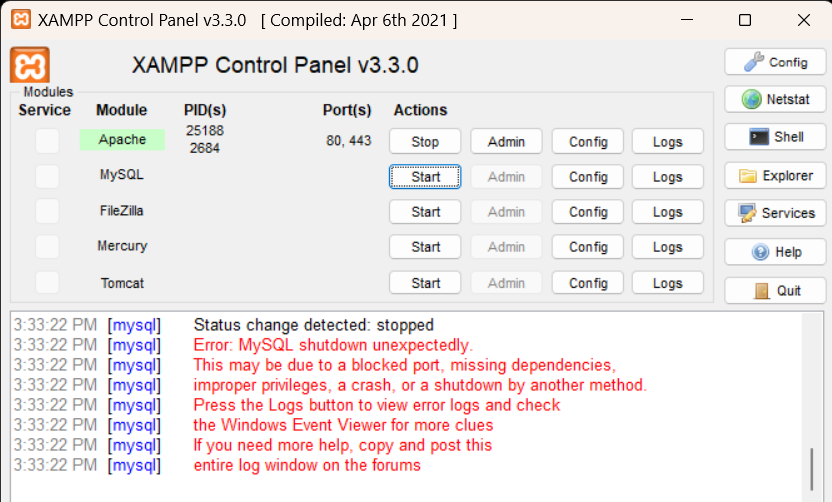 XAMPP Control Panel v3.3.0 [ Compiled: Apr 6th 2021 ]
XAMPP Control Panel v3.3.0
Config
Modules
Service Module PID(s) Port(s) Actions
Netstat
Apache 25188 2684 80, 443 Stop Admin Config Logs
Shell
MySQL Start Admin Config Logs
Explorer
FileZilla Start Admin Config Logs
Services
Mercury Start Admin Config Logs
Help
Tomcat Start Admin Config Logs
Quit
3:33:22 PM [mysql] Status change detected: stopped
3:33:22 PM [mysql] Error: MySQL shutdown unexpectedly.
3:33:22 PM [mysql] This may be due to a blocked port, missing dependencies,
3:33:22 PM [mysql] improper privileges, a crash, or a shutdown by another method.
3:33:22 PM [mysql] Press the Logs button to view error logs and check
3:33:22 PM [mysql] the Windows Event Viewer for more clues
3:33:22 PM [mysql] If you need more help, copy and post this
3:33:22 PM [mysql] entire log window on the forums